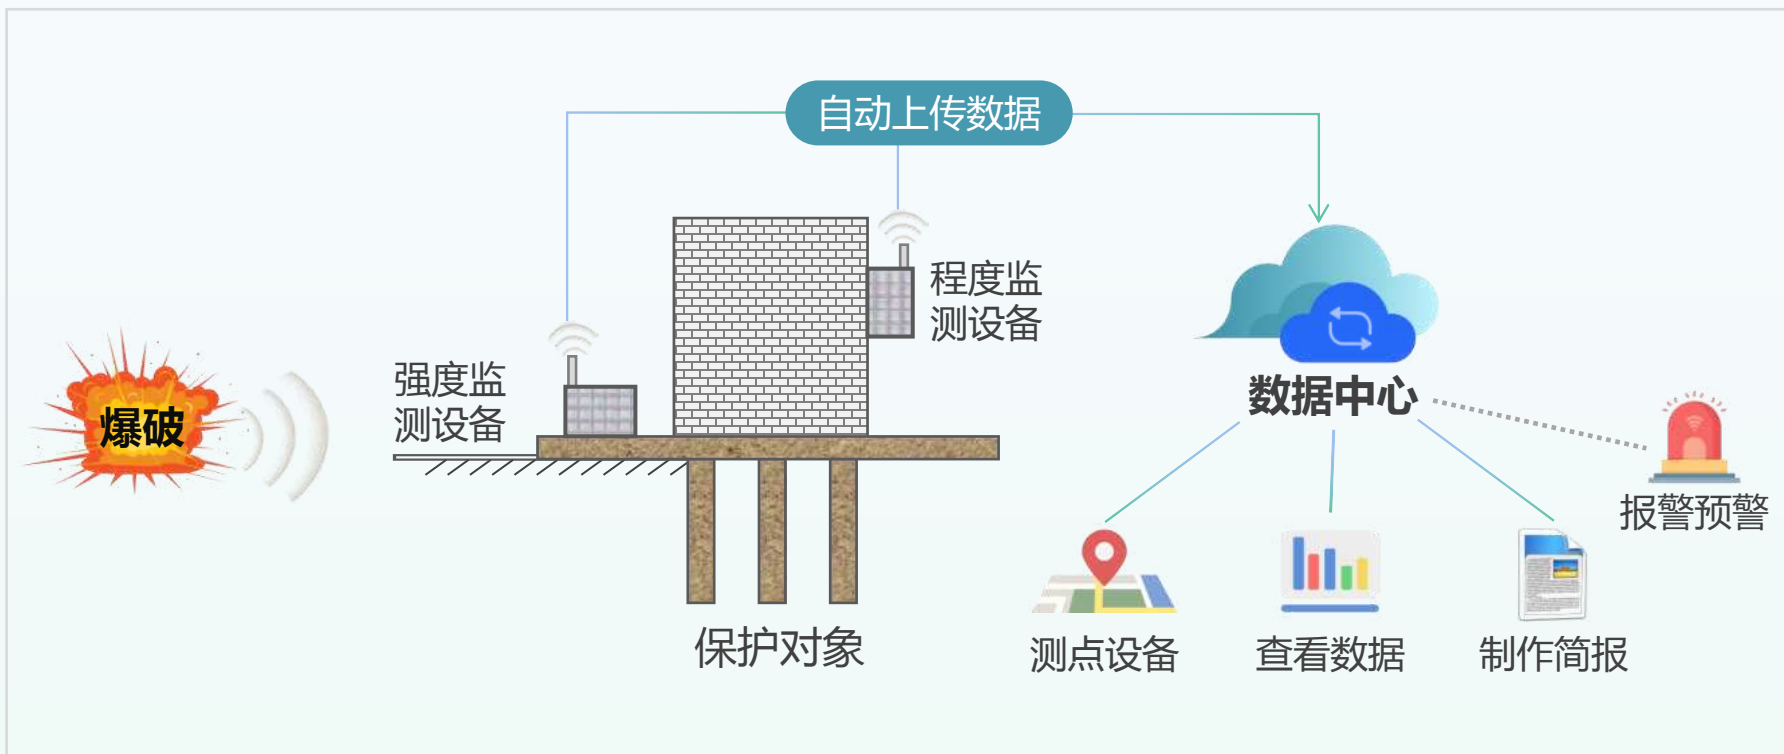 自动上传数据
程度监
测设备
强度监
测设备
爆破
数据中心
报警预警
保护对象
测点设备
查看数据
制作简报